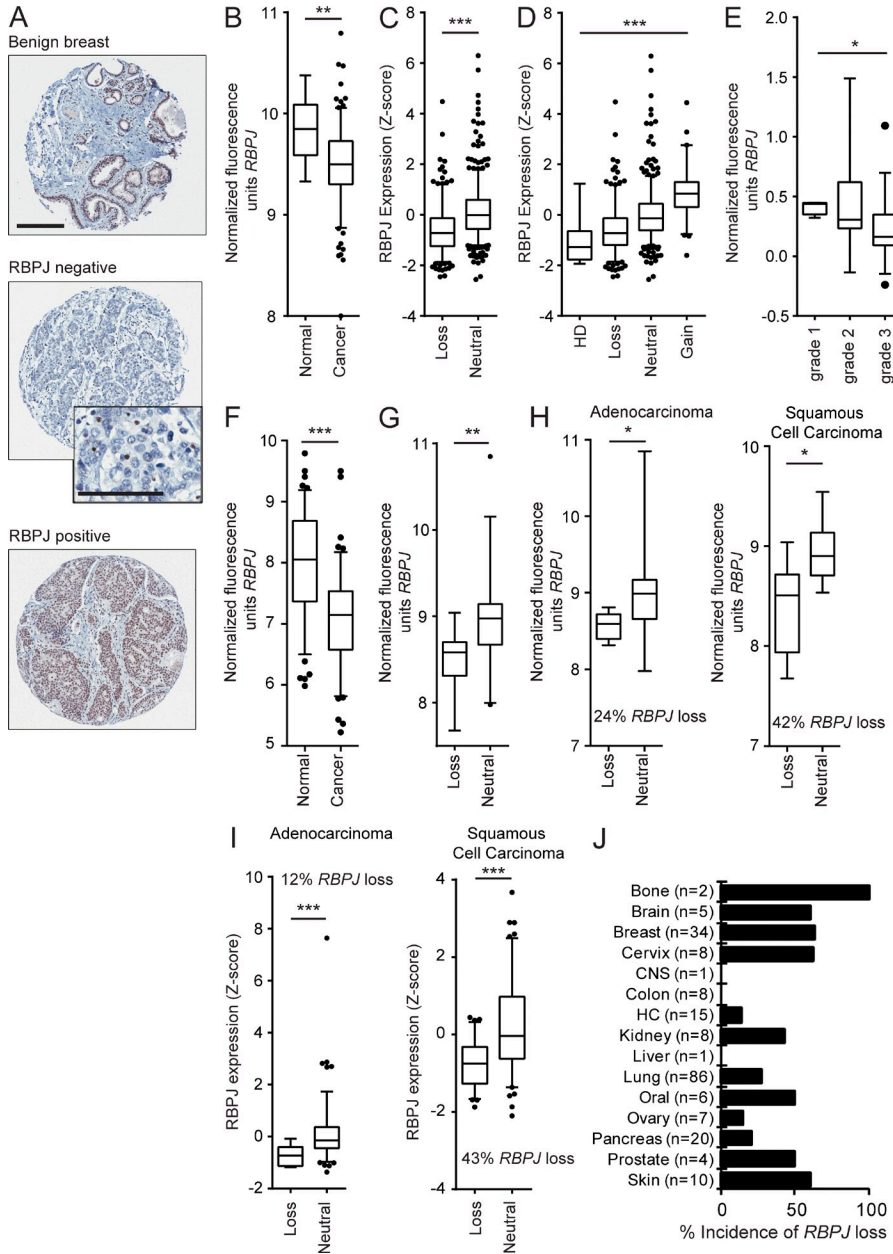 A
Benign breast
RBPJ negative
RBPJ positive
B
**
Normalized fluorescence
units RBPJ
11
10
9
8
Normal
Cancer
C
***
RBPJ Expression (Z-score)
8
6
4
2
0
-2
-4
Loss
Neutral
D
***
RBPJ Expression (Z-score)
8
6
4
2
0
-2
-4
HD
Loss
Neutral
Gain
E
*
Normalized fluorescence
units RBPJ
2.0
1.5
1.0
0.5
0.0
-0.5
grade 1
grade 2
grade 3
F
***
Normalized fluorescence
units RBPJ
10
9
8
7
6
5
Normal
Cancer
G
**
Normalized fluorescence
units RBPJ
11
10
9
8
Loss
Neutral
H
Adenocarcinoma
*
Normalized fluorescence
units RBPJ
11
10
9
8
7
24% RBPJ loss
Loss
Neutral
Squamous
Cell Carcinoma
*
Normalized fluorescence
units RBPJ
10
9
8
7
42% RBPJ loss
Loss
Neutral
I
Adenocarcinoma
12% RBPJ loss
***
RBPJ expression (Z-score)
10
8
6
4
2
-0
-2
Loss
Neutral
Squamous
Cell Carcinoma
***
RBPJ expression (Z-score)
4
2
0
-2
-4
43% RBPJ loss
Loss
Neutral
J
Bone (n=2)
Brain (n=5)
Breast (n=34)
Cervix (n=8)
CNS (n=1)
Colon (n=8)
HC (n=15)
Kidney (n=8)
Liver (n=1)
Lung (n=86)
Oral (n=6)
Ovary (n=7)
Pancreas (n=20)
Prostate (n=4)
Skin (n=10)
0
50
100
% Incidence of RBPJ loss